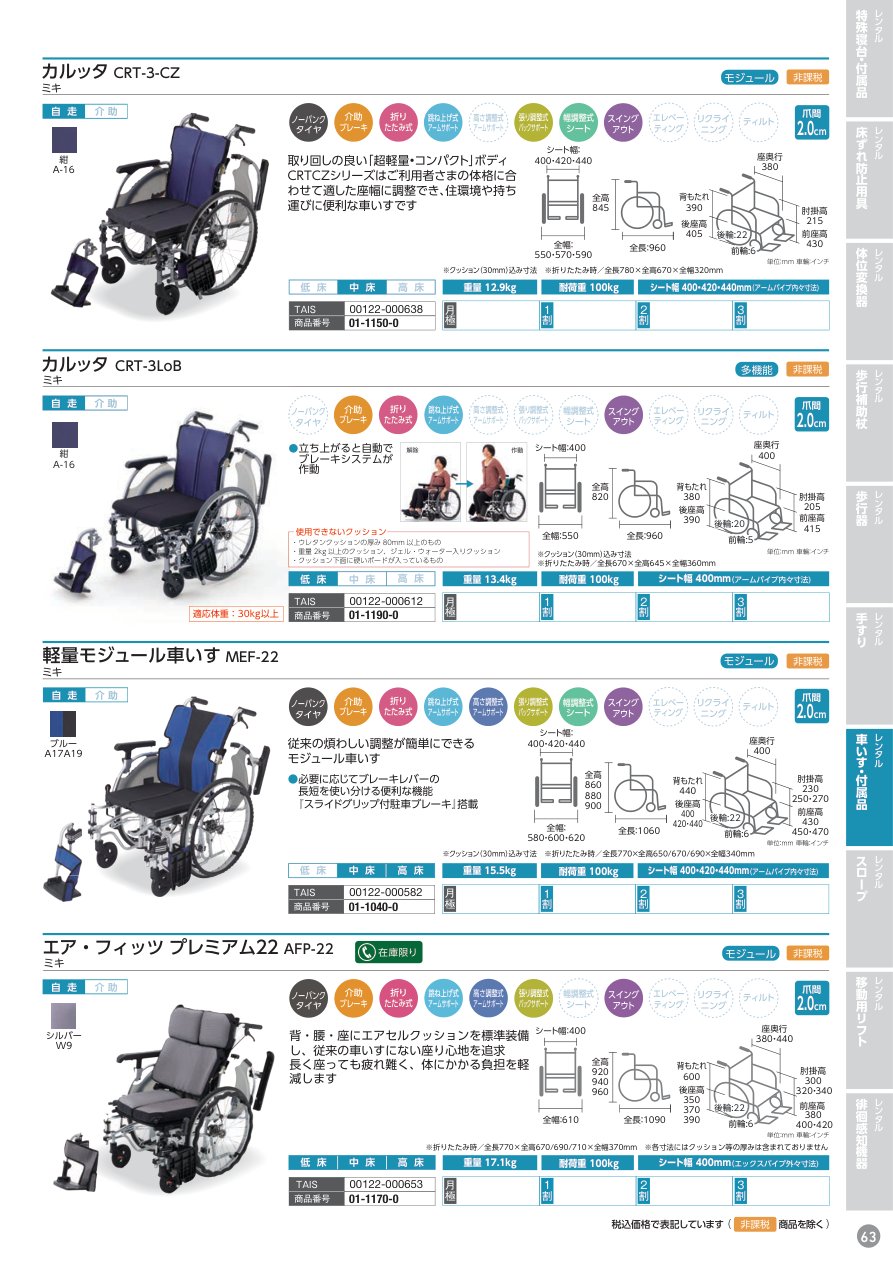 カルッタ CRT-3-CZ
ミキ
モジュール 非課税
自走 介助
紺
A-16
ノーパンクタイヤ 介助ブレーキ 折りたたみ式 跳ね上げ式アームサポート 高さ調整式アームサポート 張り調整式バックサポート 幅調整式シート スイングアウト エレベーティング リクライニング ティルト
爪間 2.0cm
取り回しの良い「超軽量・コンパクト」ボディ
CRTCZシリーズはご利用者さまの体格に合
わせて適した座幅に調整でき、住環境や持ち
運びに便利な車いすです
シート幅:
400・420・440
全幅:
550・570・590
全高
845
全長:960
座奥行
380
背もたれ
390
後座高
405
後輪:22
前輪:6
肘掛高
215
前座高
430
単位:mm 車輪:インチ
※クッション(30mm)込み寸法 ※折りたたみ時/全長780×全高670×全幅320mm
低床 中床 高床 重量 12.9kg 耐荷重 100kg シート幅 400・420・440mm(アームパイプ内々寸法)
TAIS 00122-000638
商品番号 01-1150-0
月極 1割 2割 3割
カルッタ CRT-3LoB
ミキ
多機能 非課税
自走 介助
紺
A-16
ノーパンクタイヤ 介助ブレーキ 折りたたみ式 跳ね上げ式アームサポート 高さ調整式アームサポート 張り調整式バックサポート 幅調整式シート スイングアウト エレベーティング リクライニング ティルト
爪間 2.0cm
●立ち上がると自動で
ブレーキシステムが
作動
解除 作動
使用できないクッション
・ウレタンクッションの厚み80mm以上のもの
・重量2kg以上のクッション、ジェル・ウォーター入りクッション
・クッション下面に硬いボードが入っているもの
シート幅:400
全幅:550
全高
820
全長:960
座奥行
400
背もたれ
380
後座高
390
後輪:20
前輪:5
肘掛高
205
前座高
415
単位:mm 車輪:インチ
※クッション(30mm)込み寸法
※折りたたみ時/全長670×全高645×全幅360mm
適応体重:30kg以上
低床 中床 高床 重量 13.4kg 耐荷重 100kg シート幅 400mm(アームパイプ内々寸法)
TAIS 00122-000612
商品番号 01-1190-0
月極 1割 2割 3割
軽量モジュール車いす MEF-22
ミキ
モジュール 非課税
自走 介助
ブルー
A17A19
ノーパンクタイヤ 介助ブレーキ 折りたたみ式 跳ね上げ式アームサポート 高さ調整式アームサポート 張り調整式バックサポート 幅調整式シート スイングアウト エレベーティング リクライニング ティルト
爪間 2.0cm
従来の煩わしい調整が簡単にできる
モジュール車いす
●必要に応じてブレーキレバーの
長短を使い分ける便利な機能
『スライドグリップ付駐車ブレーキ』搭載
シート幅:
400・420・440
全幅:
580・600・620
全高
860
880
900
全長:1060
座奥行
400
背もたれ
440
後座高
400
420・440
後輪:22
前輪:6
肘掛高
230
250・270
前座高
430
450・470
単位:mm 車輪:インチ
※クッション(30mm)込み寸法 ※折りたたみ時/全長770×全高650/670/690×全幅340mm
低床 中床 高床 重量 15.5kg 耐荷重 100kg シート幅 400・420・440mm(アームパイプ内々寸法)
TAIS 00122-000582
商品番号 01-1040-0
月極 1割 2割 3割
エア・フィッツ プレミアム22 AFP-22
在庫限り
ミキ
モジュール 非課税
自走 介助
シルバー
W9
ノーパンクタイヤ 介助ブレーキ 折りたたみ式 跳ね上げ式アームサポート 高さ調整式アームサポート 張り調整式バックサポート 幅調整式シート スイングアウト エレベーティング リクライニング ティルト
爪間 2.0cm
背・腰・座にエアセルクッションを標準装備
し、従来の車いすにない座り心地を追求
長く座っても疲れ難く、体にかかる負担を軽
減します
シート幅:400
全幅:610
全高
920
940
960
全長:1090
座奥行
380・440
背もたれ
600
後座高
350
370
390
後輪:22
前輪:6
肘掛高
300
320・340
前座高
380
400・420
単位:mm 車輪:インチ
※折りたたみ時/全長770×全高670/690/710×全幅370mm ※各寸法にはクッション等の厚みは含まれておりません
低床 中床 高床 重量 17.1kg 耐荷重 100kg シート幅 400mm(エックスパイプ外々寸法)
TAIS 00122-000653
商品番号 01-1170-0
月極 1割 2割 3割
税込価格で表記しています(非課税 商品を除く)
63
レンタル 特殊寝台・付属品
レンタル 床ずれ防止用具
レンタル 体位変換器
レンタル 歩行補助杖
レンタル 歩行器
レンタル 手すり
レンタル 車いす・付属品
レンタル スロープ
レンタル 移動用リフト
レンタル 徘徊感知機器